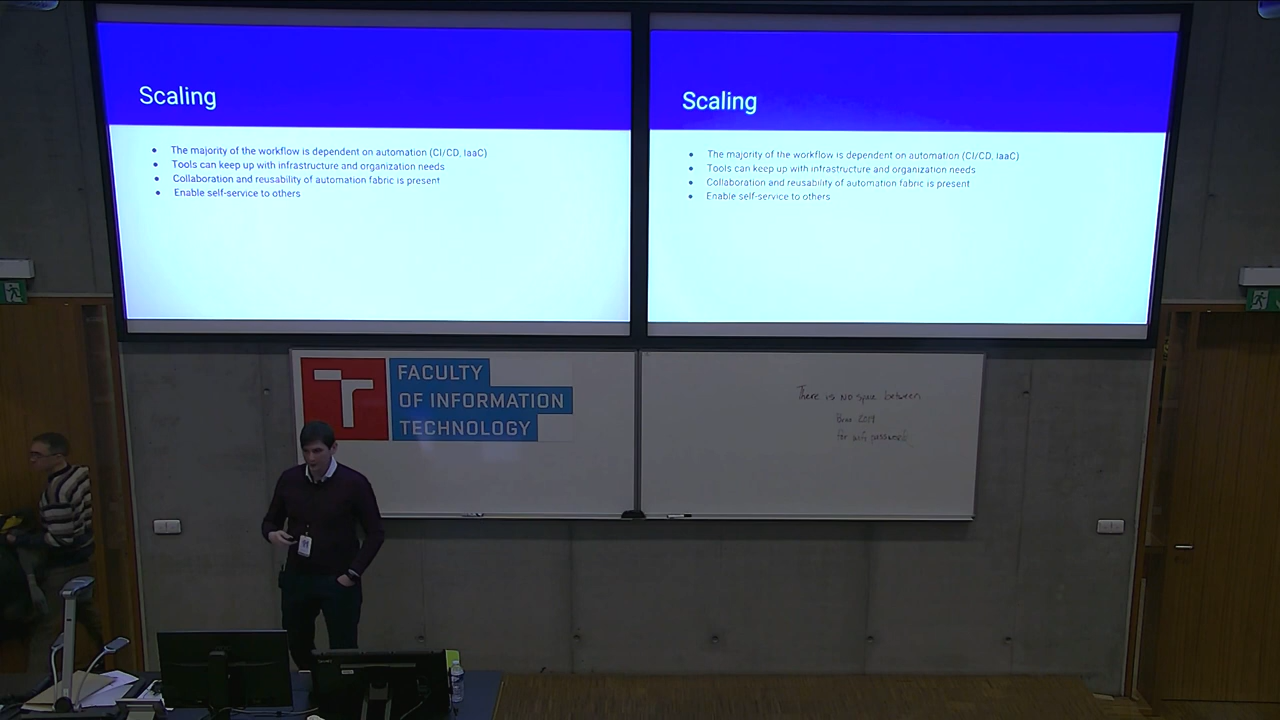 Scaling
The majority of the workflow is dependent on automation (CI/CD, IaaC)
Tools can keep up with infrastructure and organization needs
Collaboration and reusability of automation fabric is present
Enable self-service to others
Scaling
The majority of the workflow is dependent on automation (CI/CD, IaaC)
Tools can keep up with infrastructure and organization needs
Collaboration and reusability of automation fabric is present
Enable self-service to others
FACULTY
OF INFORMATION
TECHNOLOGY
There is NO space between
for wifi password